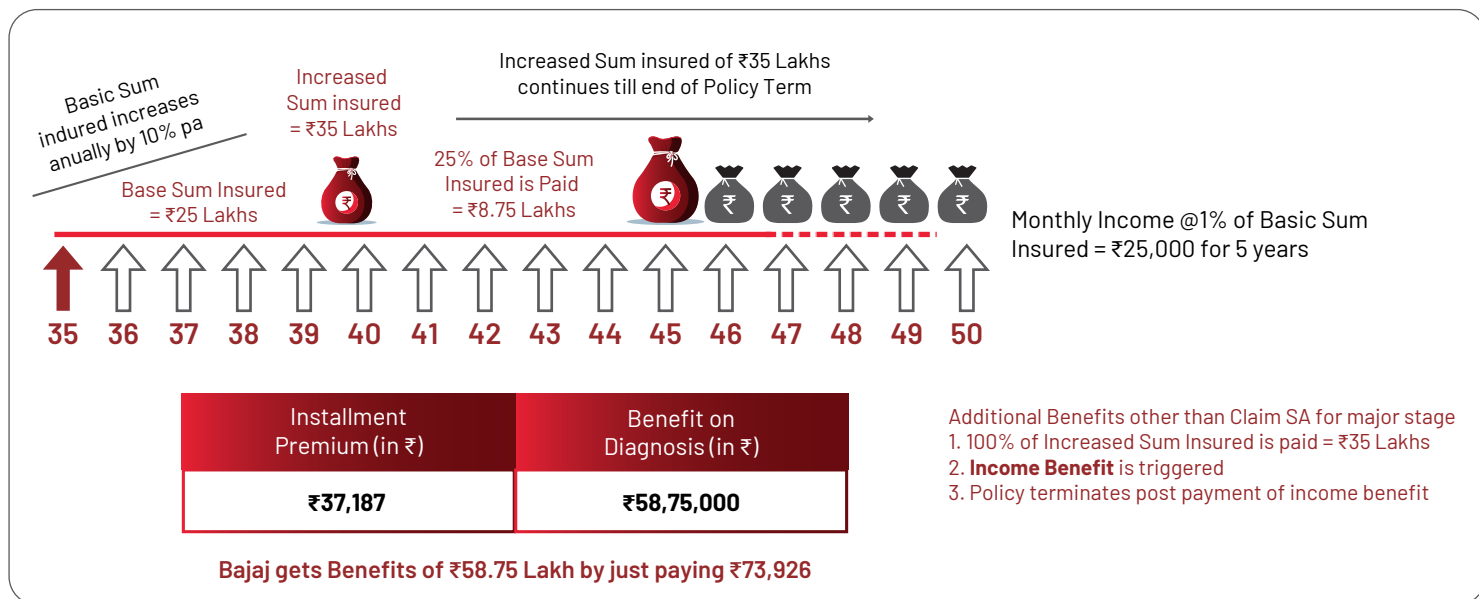 Basic Sum
indured increases
anually by 10% pa
Increased
Sum insured
= ₹35 Lakhs
Increased Sum insured of ₹35 Lakhs
continues till end of Policy Term
Base Sum Insured
= ₹25 Lakhs
25% of Base Sum
Insured is Paid
= ₹8.75 Lakhs
₹
₹ ₹ ₹ ₹ ₹ ₹
Monthly Income @1% of Basic Sum
Insured = ₹25,000 for 5 years
35 36 37 38 39 40 41 42 43 44 45 46 47 48 49 50
Installment
Premium (in ₹)
Benefit on
Diagnosis (in ₹)
₹37,187
₹58,75,000
Bajaj gets Benefits of ₹58.75 Lakh by just paying ₹73,926
Additional Benefits other than Claim SA for major stage
1. 100% of Increased Sum Insured is paid = ₹35 Lakhs
2. Income Benefit is triggered
3. Policy terminates post payment of income benefit